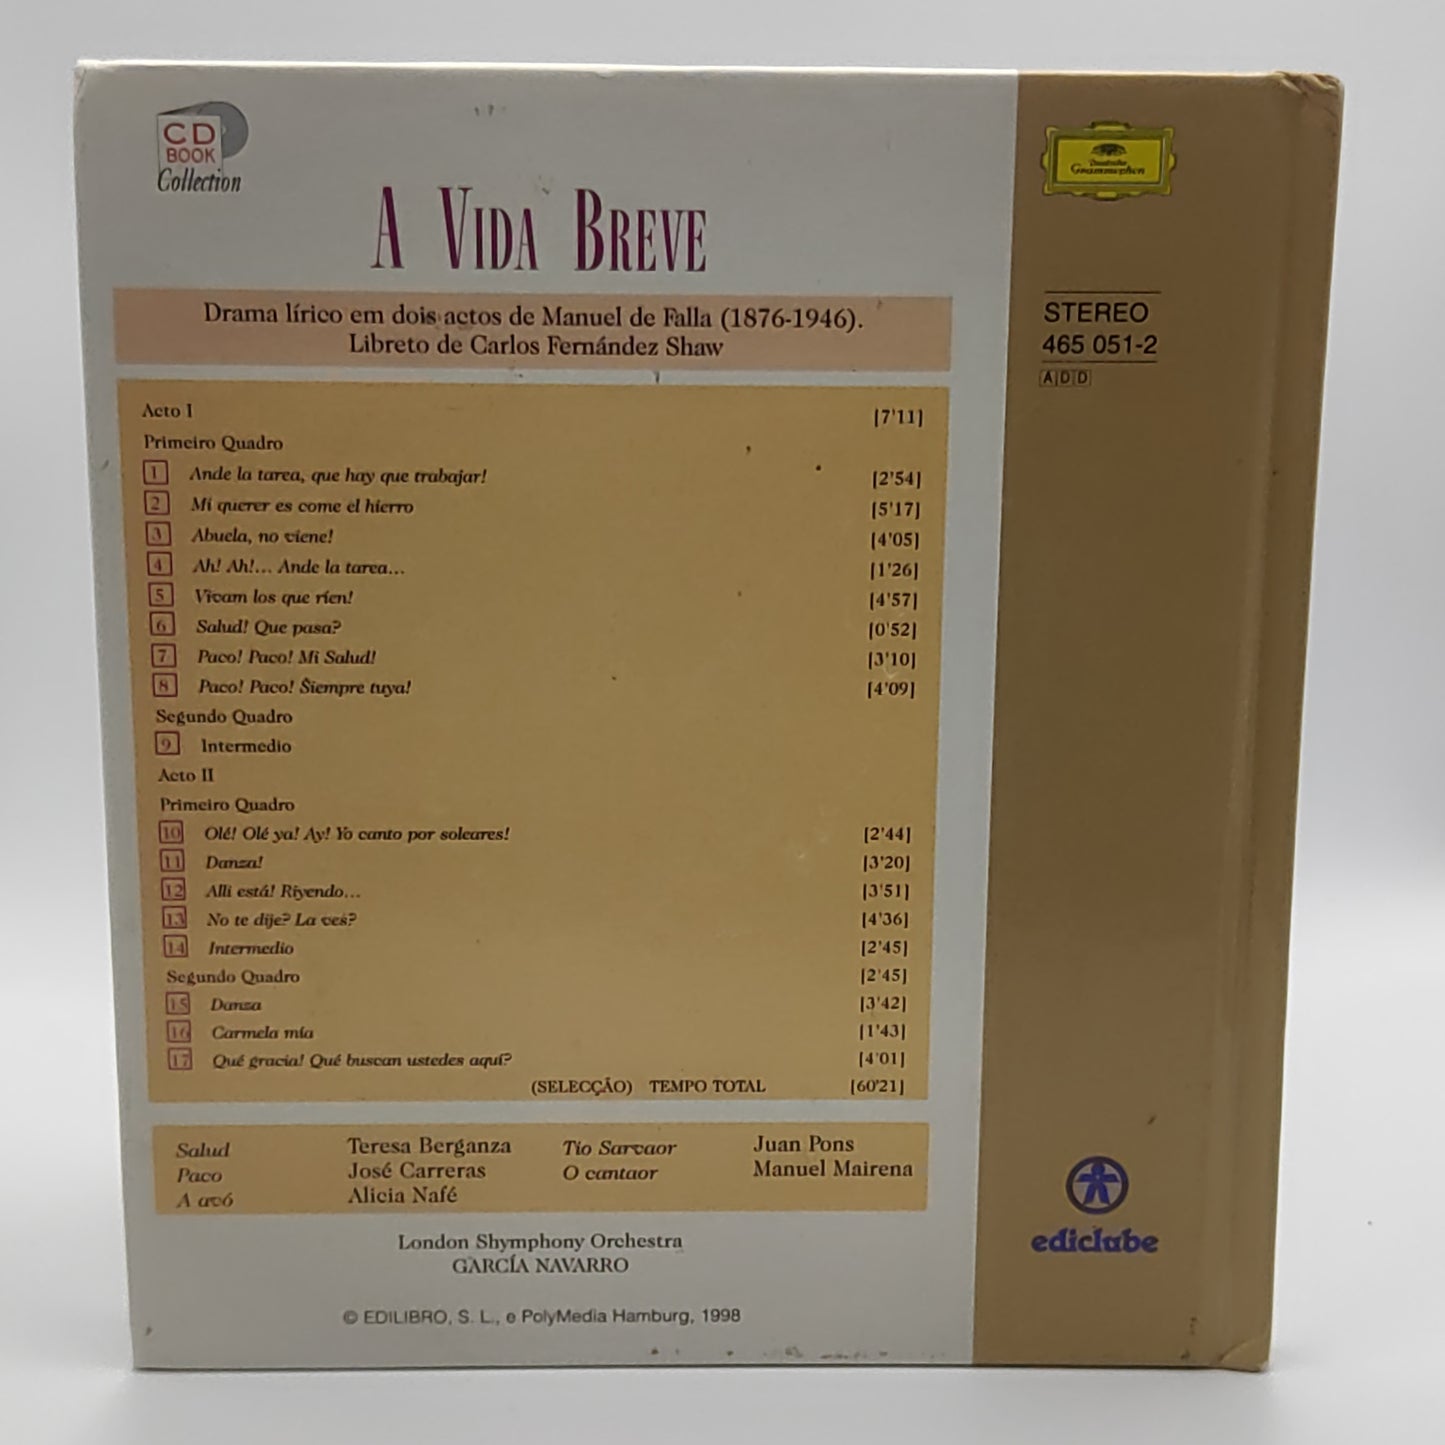 CD
BOOK
Collection
A VIDA BREVE
Drama lírico em dois actos de Manuel de Falla (1876-1946).
Libreto de Carlos Fernández Shaw
Acto I [7'11]
Primeiro Quadro
1 Ande la tarea, que hay que trabajar! [2'54]
2 Mi querer es come el hierro [5'17]
3 Abuela, no viene! [4'05]
4 Ah! Ah!... Ande la tarea... [1'26]
5 Vivam los que ríen! [4'57]
6 Salud! Que pasa? [0'52]
7 Paco! Paco! Mi Salud! [3'10]
8 Paco! Paco! Siempre tuya! [4'09]
Segundo Quadro
9 Intermedio
Acto II
Primeiro Quadro
10 Olé! Olé ya! Ay! Yo canto por soleares! [2'44]
11 Danza! [3'20]
12 Alli está! Riyendo... [3'51]
13 No te dije? La ves? [4'36]
14 Intermedio [2'45]
Segundo Quadro [2'45]
15 Danza [3'42]
16 Carmela mía [1'43]
17 Qué gracia! Qué buscan ustedes aquí? [4'01]
(SELECÇÃO) TEMPO TOTAL [60'21]
Salud Teresa Berganza Tio Sarvaor Juan Pons
Paco José Carreras O cantaor Manuel Mairena
A avó Alicia Nafé
London Shymphony Orchestra
GARCÍA NAVARRO
© EDILIBRO, S. L., e PolyMedia Hamburg, 1998
Deutsche
Grammophon
STEREO
465 051-2
ADD
ediclube